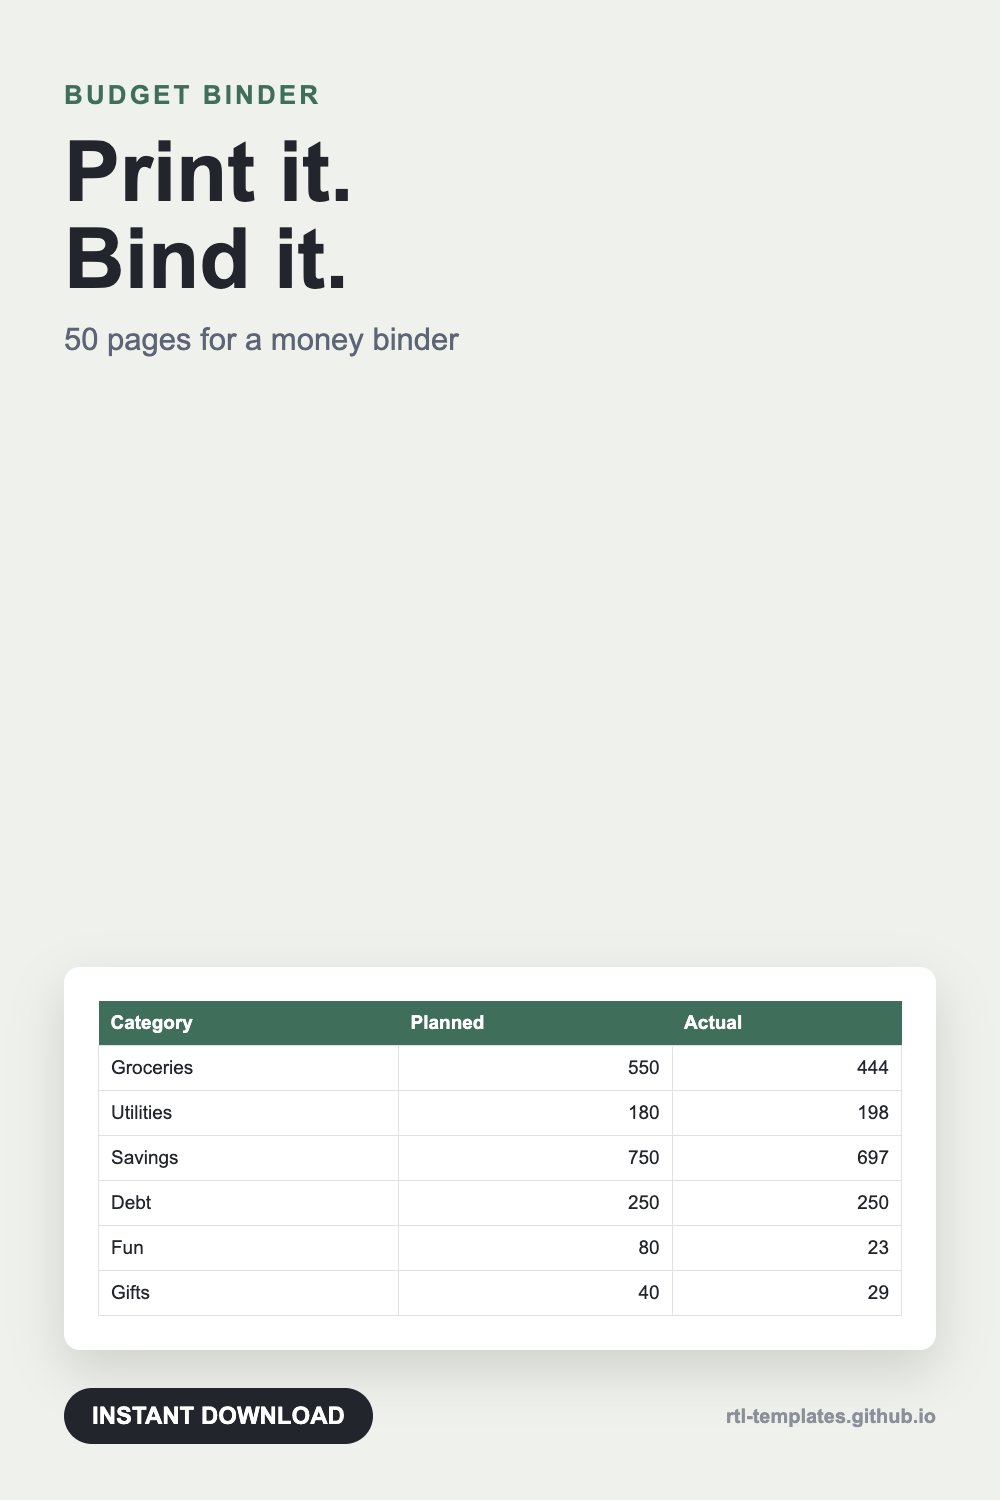 BUDGET BINDER
Print it.
Bind it.
50 pages for a money binder
Category Planned Actual
Groceries 550 444
Utilities 180 198
Savings 750 697
Debt 250 250
Fun 80 23
Gifts 40 29
INSTANT DOWNLOAD
rtl-templates.github.io